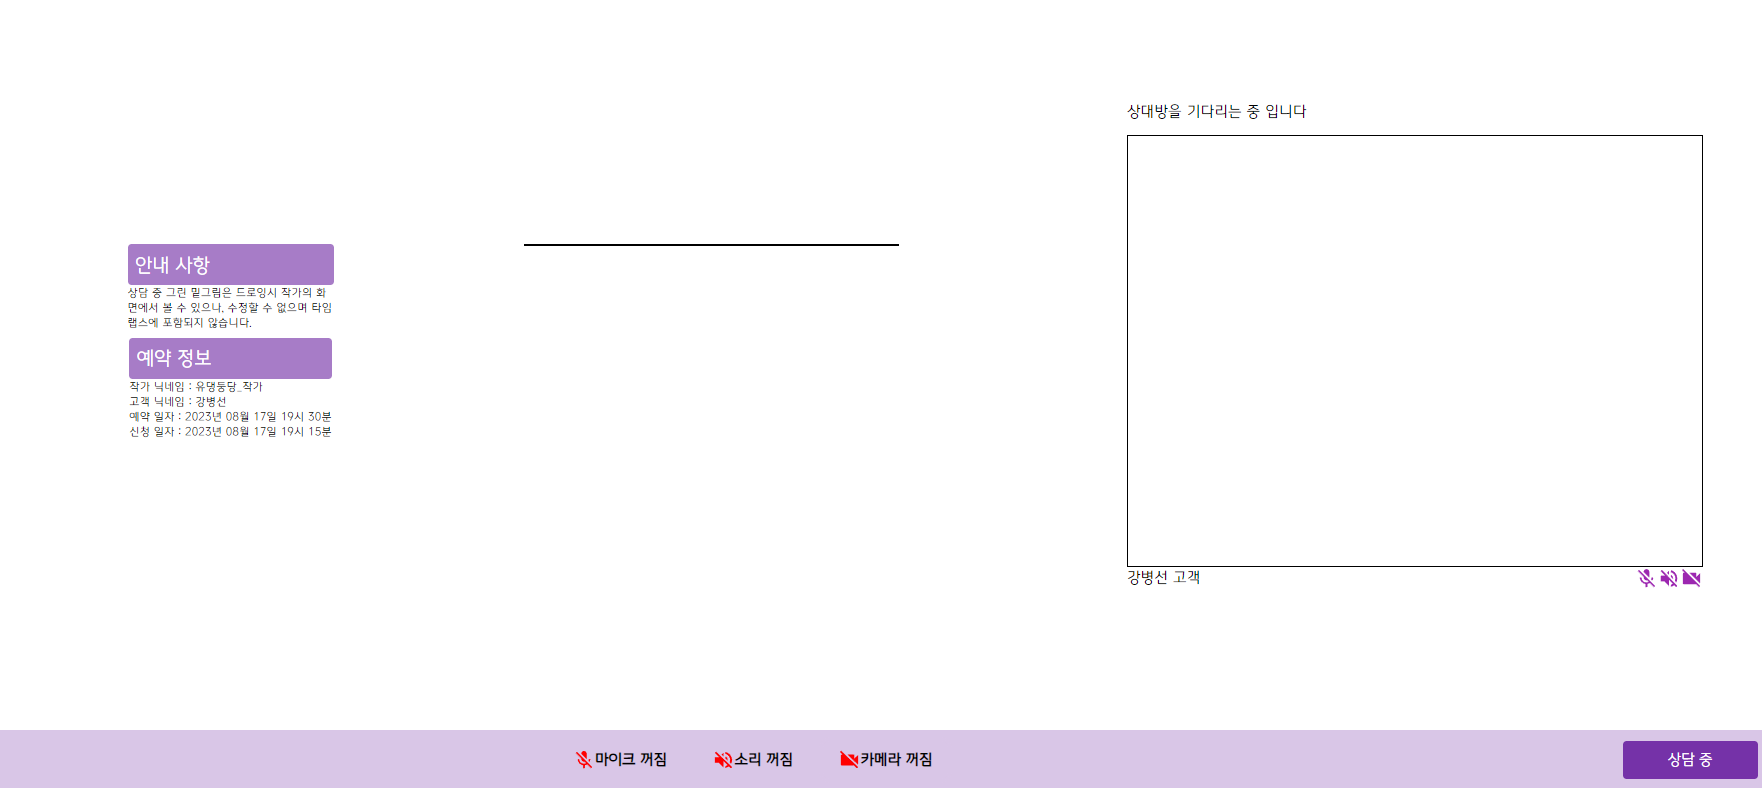 상대방을 기다리는 중 입니다
안내 사항
상담 중 그린 밑그림은 드로잉시 작가의 화
면에서 볼 수 있으나, 수정할 수 없으며 타임
랩스에 포함되지 않습니다.
예약 정보
작가 닉네임 : 유댕둥당_작가
고객 닉네임 : 강병선
예약 일자 : 2023년 08월 17일 19시 30분
신청 일자 : 2023년 08월 17일 19시 15분
강병선 고객
마이크 꺼짐
소리 꺼짐
카메라 꺼짐
상담 중